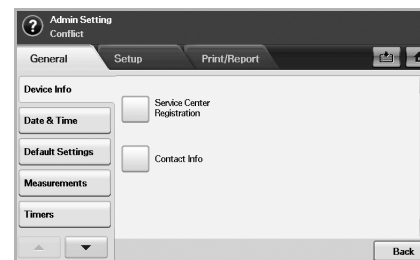 Admin Setting
Conflict
General
Setup
Print/Report
Device Info
Date & Time
Default Settings
Measurements
Timers
Service Center
Registration
Contact Info
Back